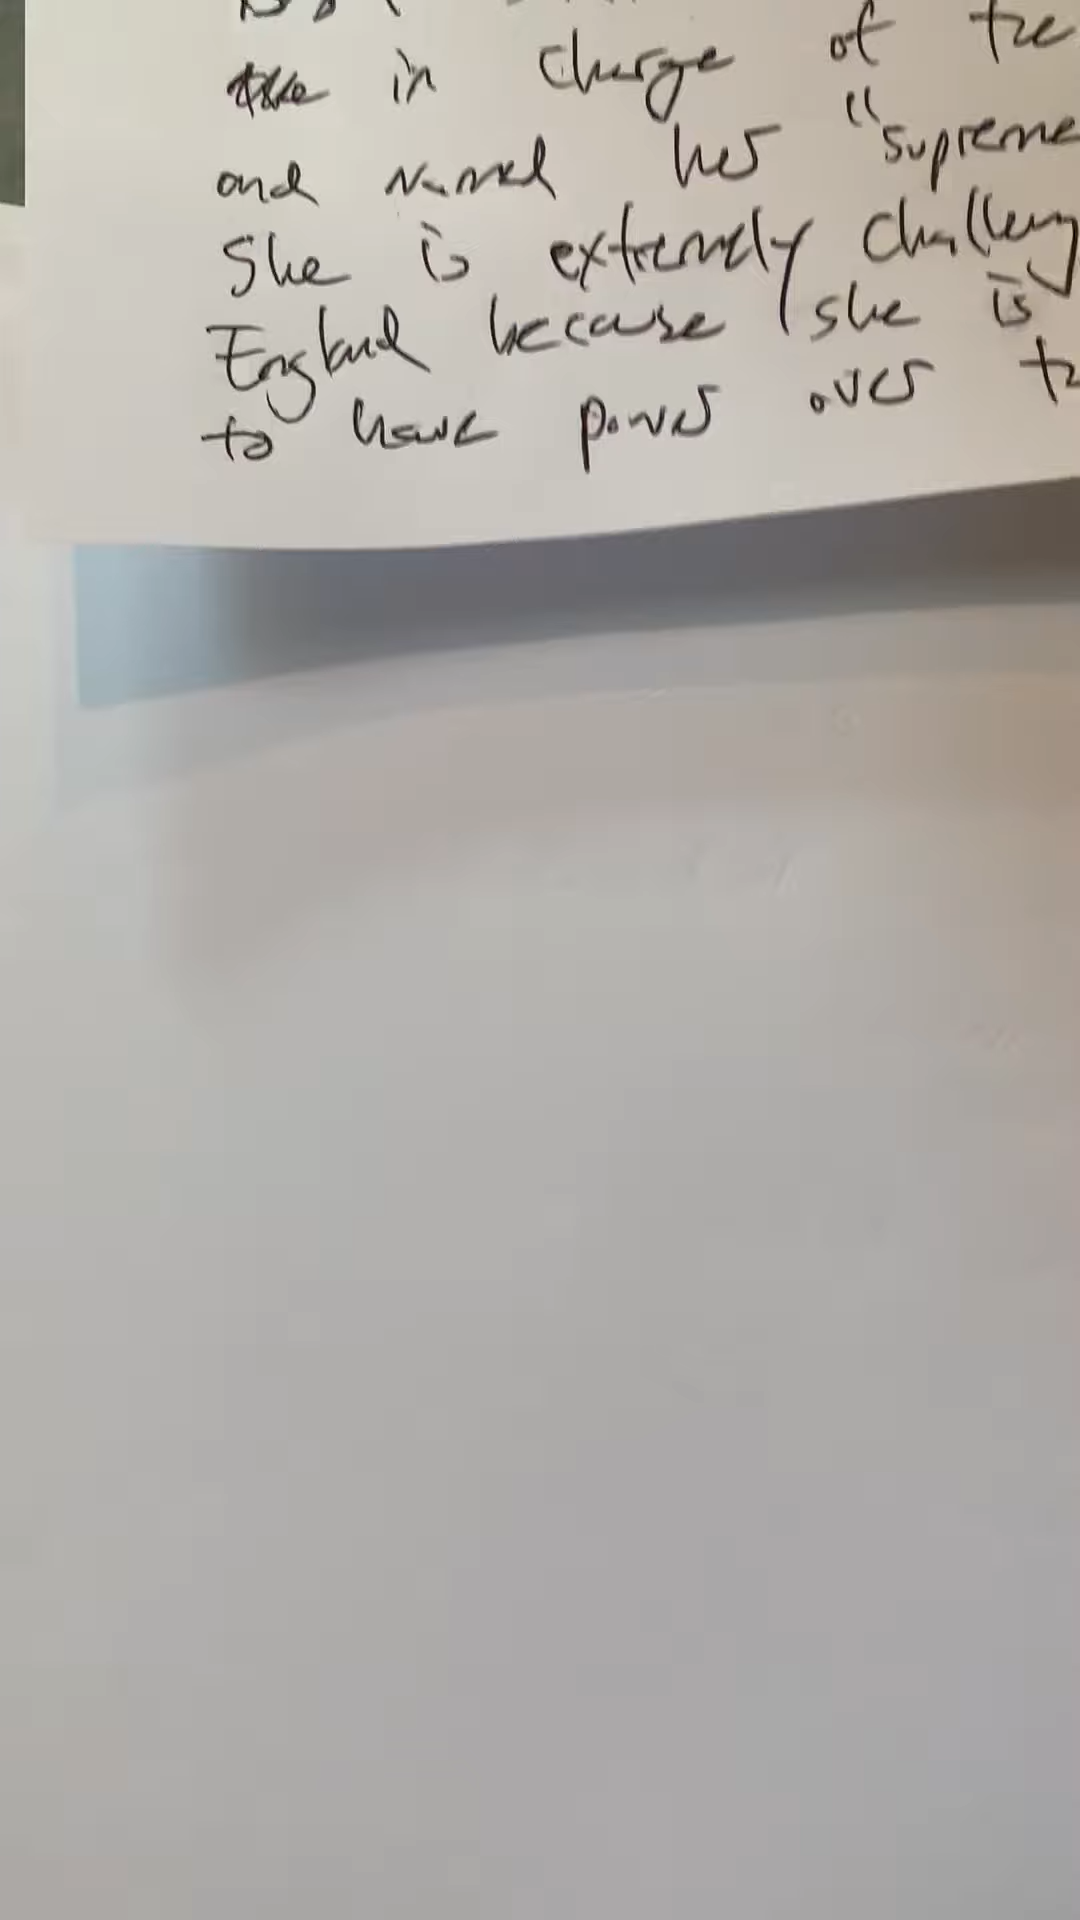 in charge of the
and named her "supreme
She is extremely challeng
England because she is
to have power over